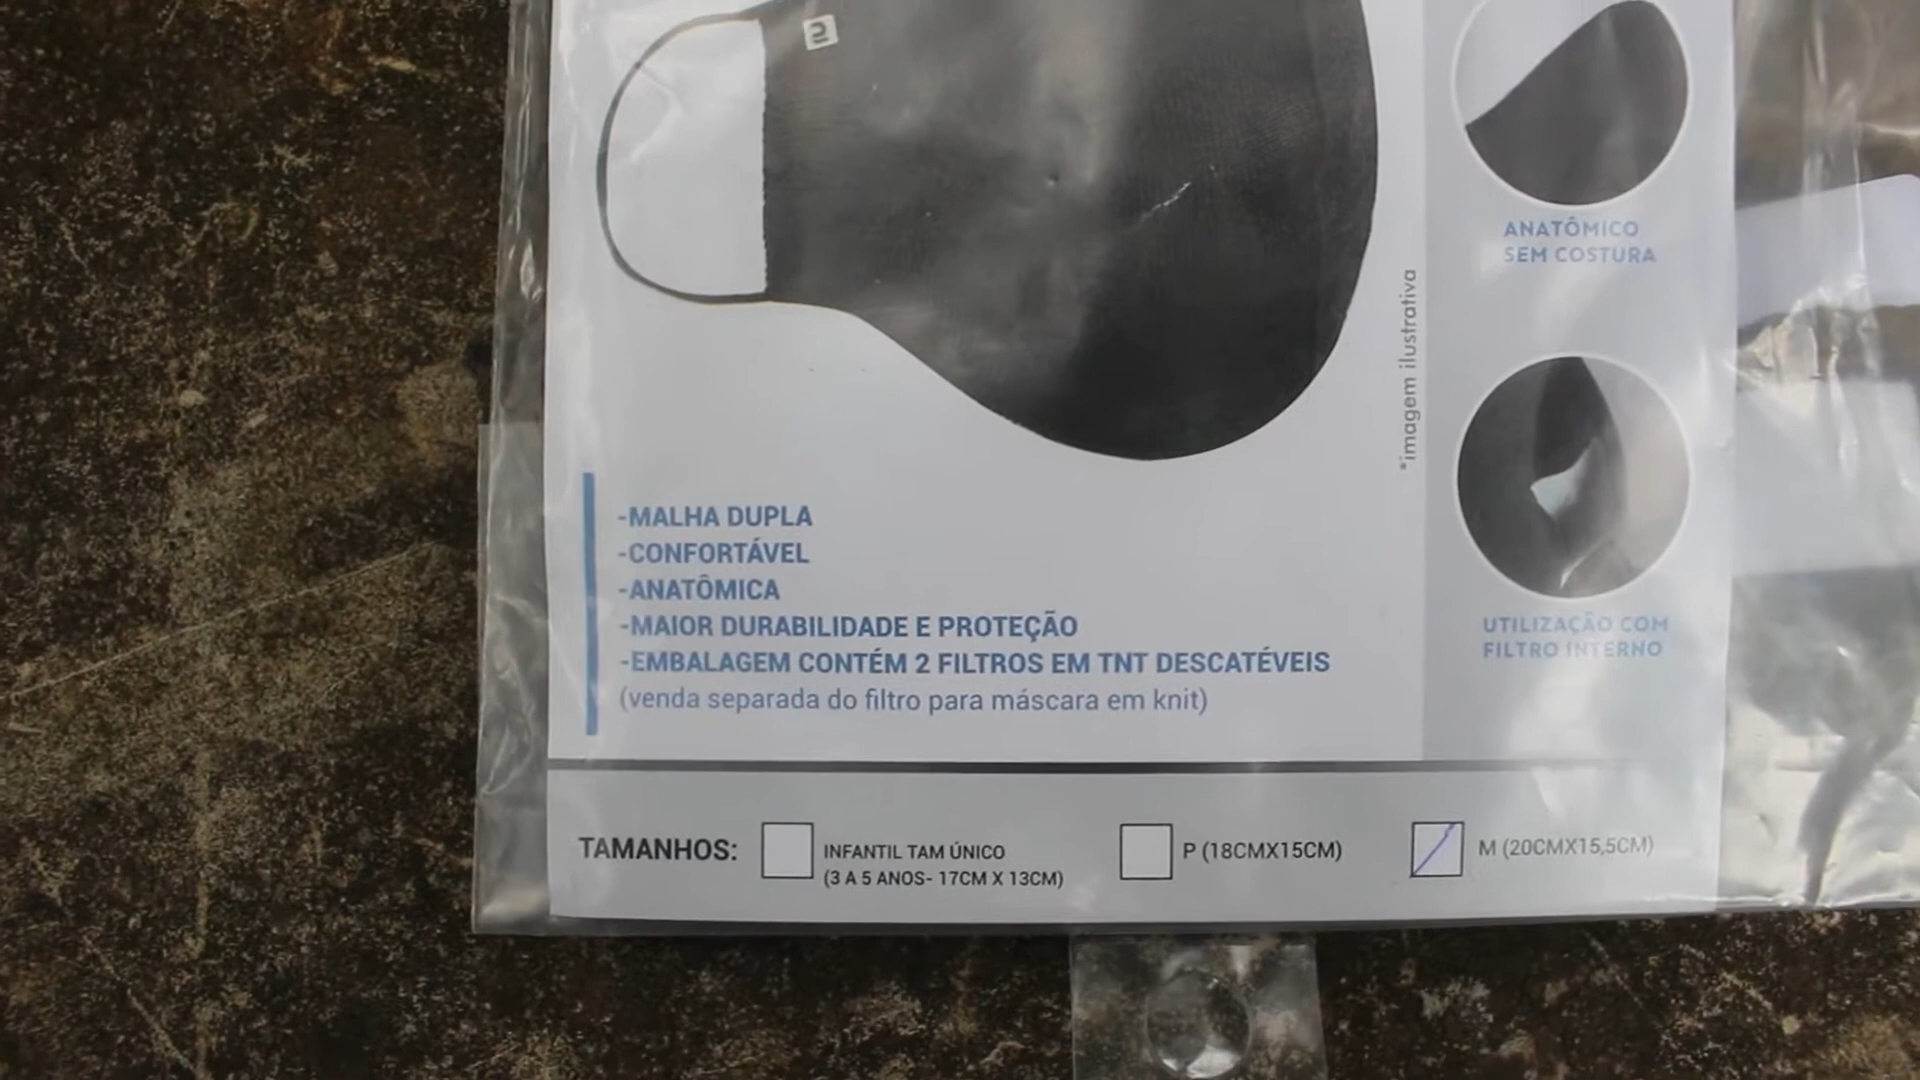 ANATÔMICO
SEM COSTURA
*imagem ilustrativa
-MALHA DUPLA
-CONFORTÁVEL
-ANATÔMICA
-MAIOR DURABILIDADE E PROTEÇÃO
-EMBALAGEM CONTÉM 2 FILTROS EM TNT DESCATÉVEIS
(venda separada do filtro para máscara em knit)
UTILIZAÇÃO COM
FILTRO INTERNO
TAMANHOS:
INFANTIL TAM ÚNICO
(3 A 5 ANOS- 17CM X 13CM)
P (18CMX15CM)
M (20CMX15,5CM)